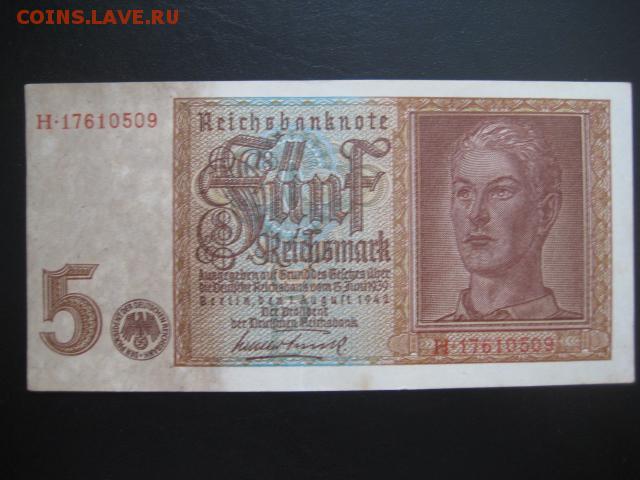 COINS.LAVE.RU
H·17610509
Reichsbanknote
Fünf
Reichsmark
Ausgegeben auf Grund des Gesetzes über
die Deutsche Reichsbank vom 15. Juni 1939
Berlin, den 1. August 1942
Der Präsident
der Deutschen Reichsbank
5
H·17610509